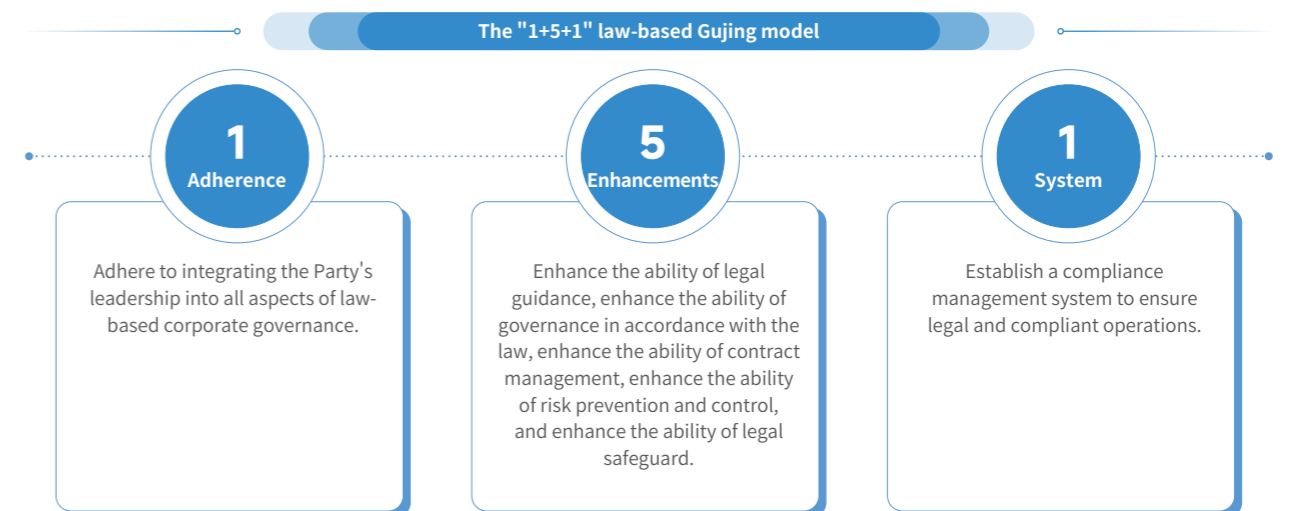 The "1+5+1" law-based Gujing model
1
Adherence
Adhere to integrating the Party's
leadership into all aspects of law-
based corporate governance.
5
Enhancements
Enhance the ability of legal
guidance, enhance the ability of
governance in accordance with the
law, enhance the ability of contract
management, enhance the ability
of risk prevention and control,
and enhance the ability of legal
safeguard.
1
System
Establish a compliance
management system to ensure
legal and compliant operations.